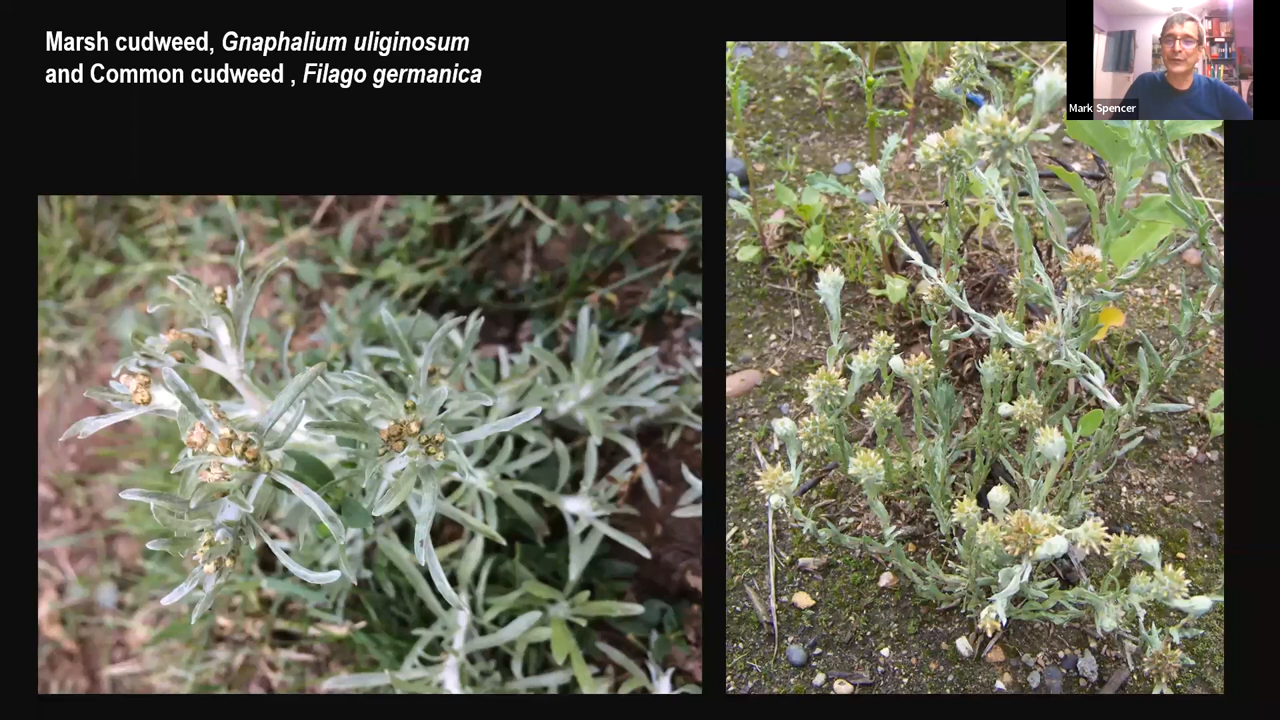 Marsh cudweed, Gnaphalium uliginosum
and Common cudweed , Filago germanica
Mark Spencer